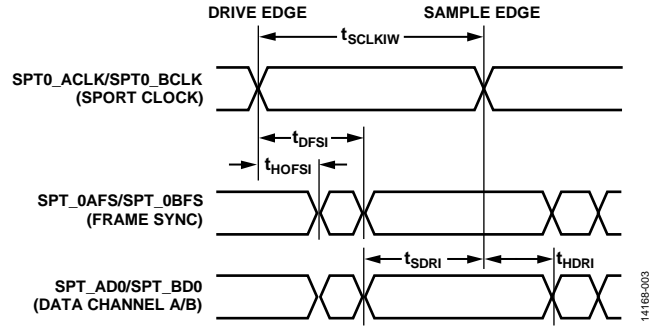 DRIVE EDGE SAMPLE EDGE
tSCLKIW
SPT0_ACLK/SPT0_BCLK
(SPORT CLOCK)
tDFSI
tHOFSI
SPT_0AFS/SPT_0BFS
(FRAME SYNC)
tSDRI tHDRI
SPT_AD0/SPT_BD0
(DATA CHANNEL A/B)
14168-003